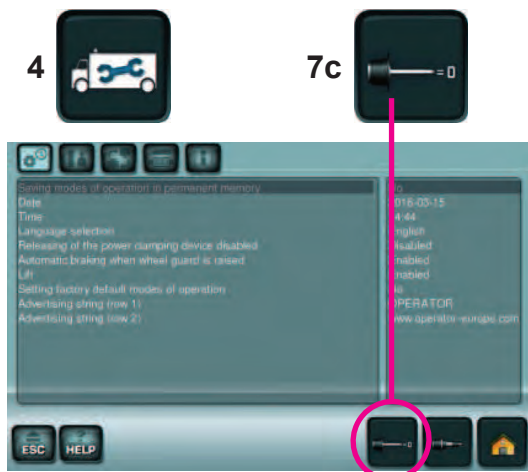 4
7c
=0
Saving modes of operation in permanent memory
No
Date
2016-03-15
Time
Language selection
English
Releasing of the power clamping device disabled
Disabled
Automatic braking when wheel guard is raised
Enabled
Lift
Enabled
Setting factory default modes of operation
No
Advertising string (row 1)
OPERATOR
Advertising string (row 2)
www.operator-europe.com
ESC
?
HELP
=0